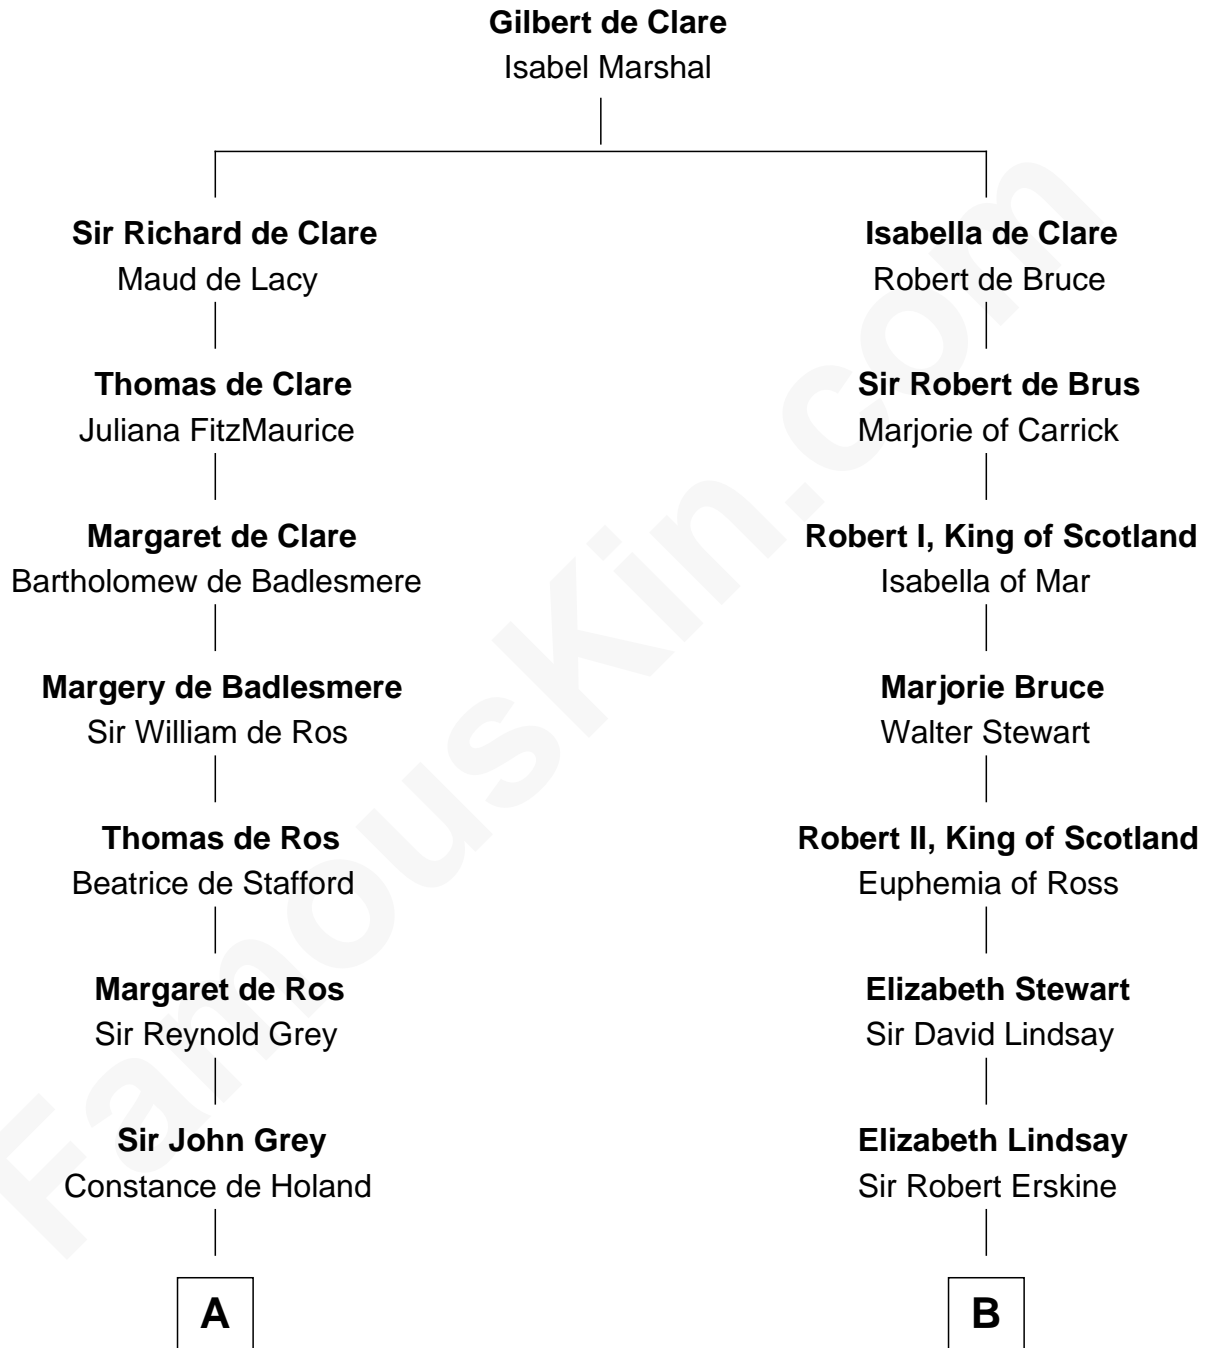 Gilbert de Clare
Isabel Marshal
Sir Richard de Clare
Maud de Lacy
Thomas de Clare
Juliana FitzMaurice
Margaret de Clare
Bartholomew de Badlesmere
Margery de Badlesmere
Sir William de Ros
Thomas de Ros
Beatrice de Stafford
Margaret de Ros
Sir Reynold Grey
Sir John Grey
Constance de Holand
A
Isabella de Clare
Robert de Bruce
Sir Robert de Brus
Marjorie of Carrick
Robert I, King of Scotland
Isabella of Mar
Marjorie Bruce
Walter Stewart
Robert II, King of Scotland
Euphemia of Ross
Elizabeth Stewart
Sir David Lindsay
Elizabeth Lindsay
Sir Robert Erskine
B
FamousKin.com